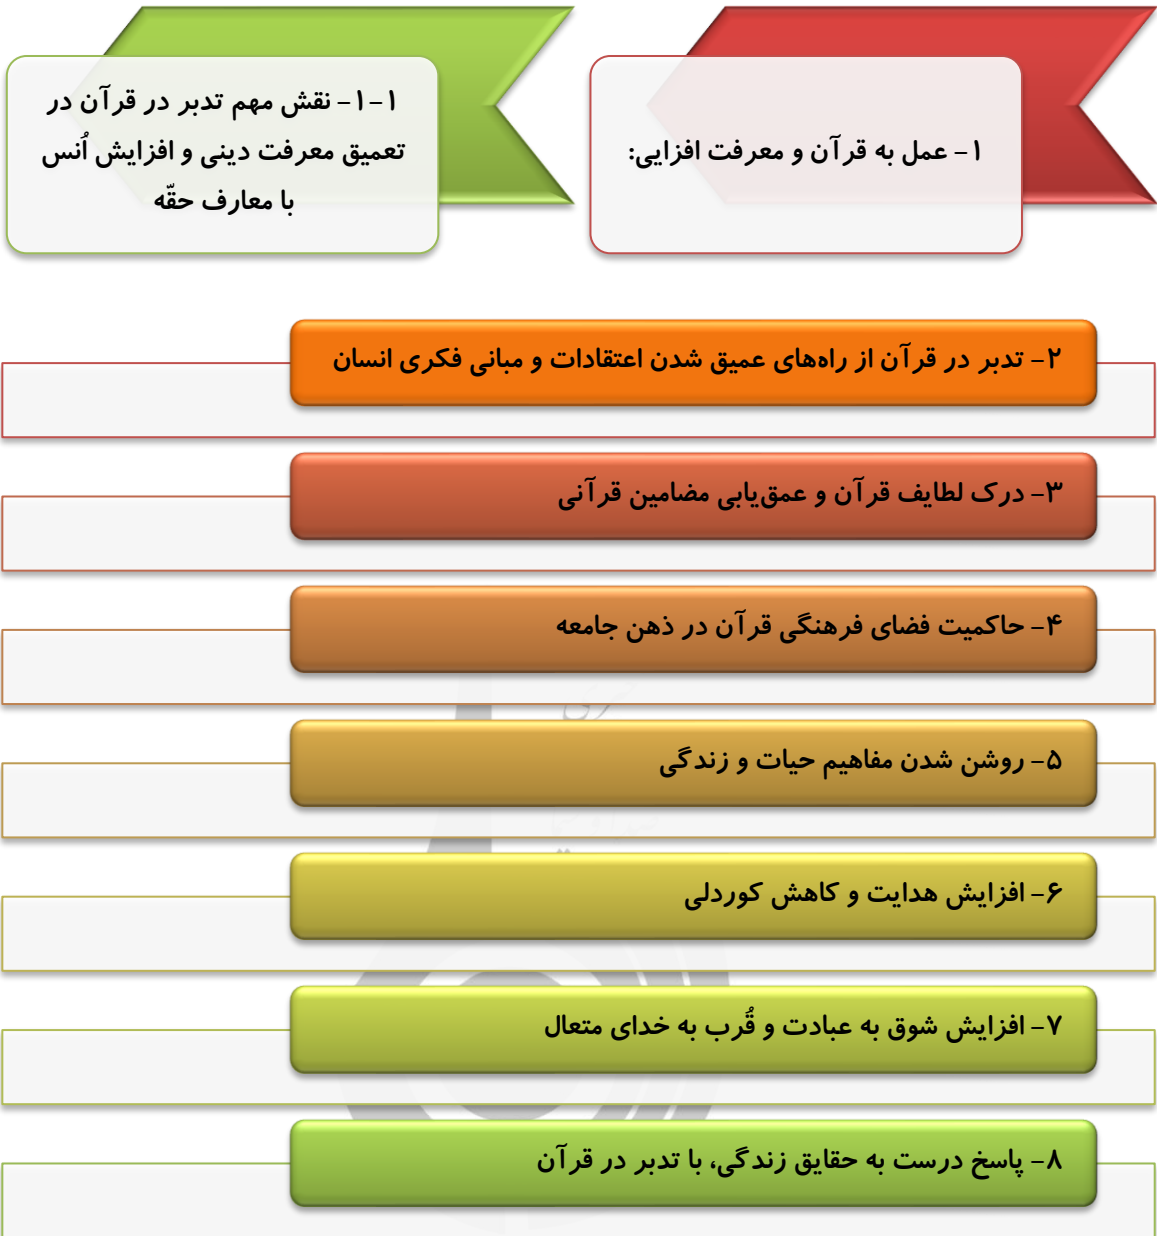 ۱- عمل به قرآن و معرفت افزایی:
۱-۱- نقش مهم تدبر در قرآن در
تعمیق معرفت دینی و افزایش اُنس
با معارف حقّه
۲- تدبر در قرآن از راه‌های عمیق شدن اعتقادات و مبانی فکری انسان
۳- درک لطایف قرآن و عمق‌یابی مضامین قرآنی
۴- حاکمیت فضای فرهنگی قرآن در ذهن جامعه
۵- روشن شدن مفاهیم حیات و زندگی
۶- افزایش هدایت و کاهش کوردلی
۷- افزایش شوق به عبادت و قُرب به خدای متعال
۸- پاسخ درست به حقایق زندگی، با تدبر در قرآن